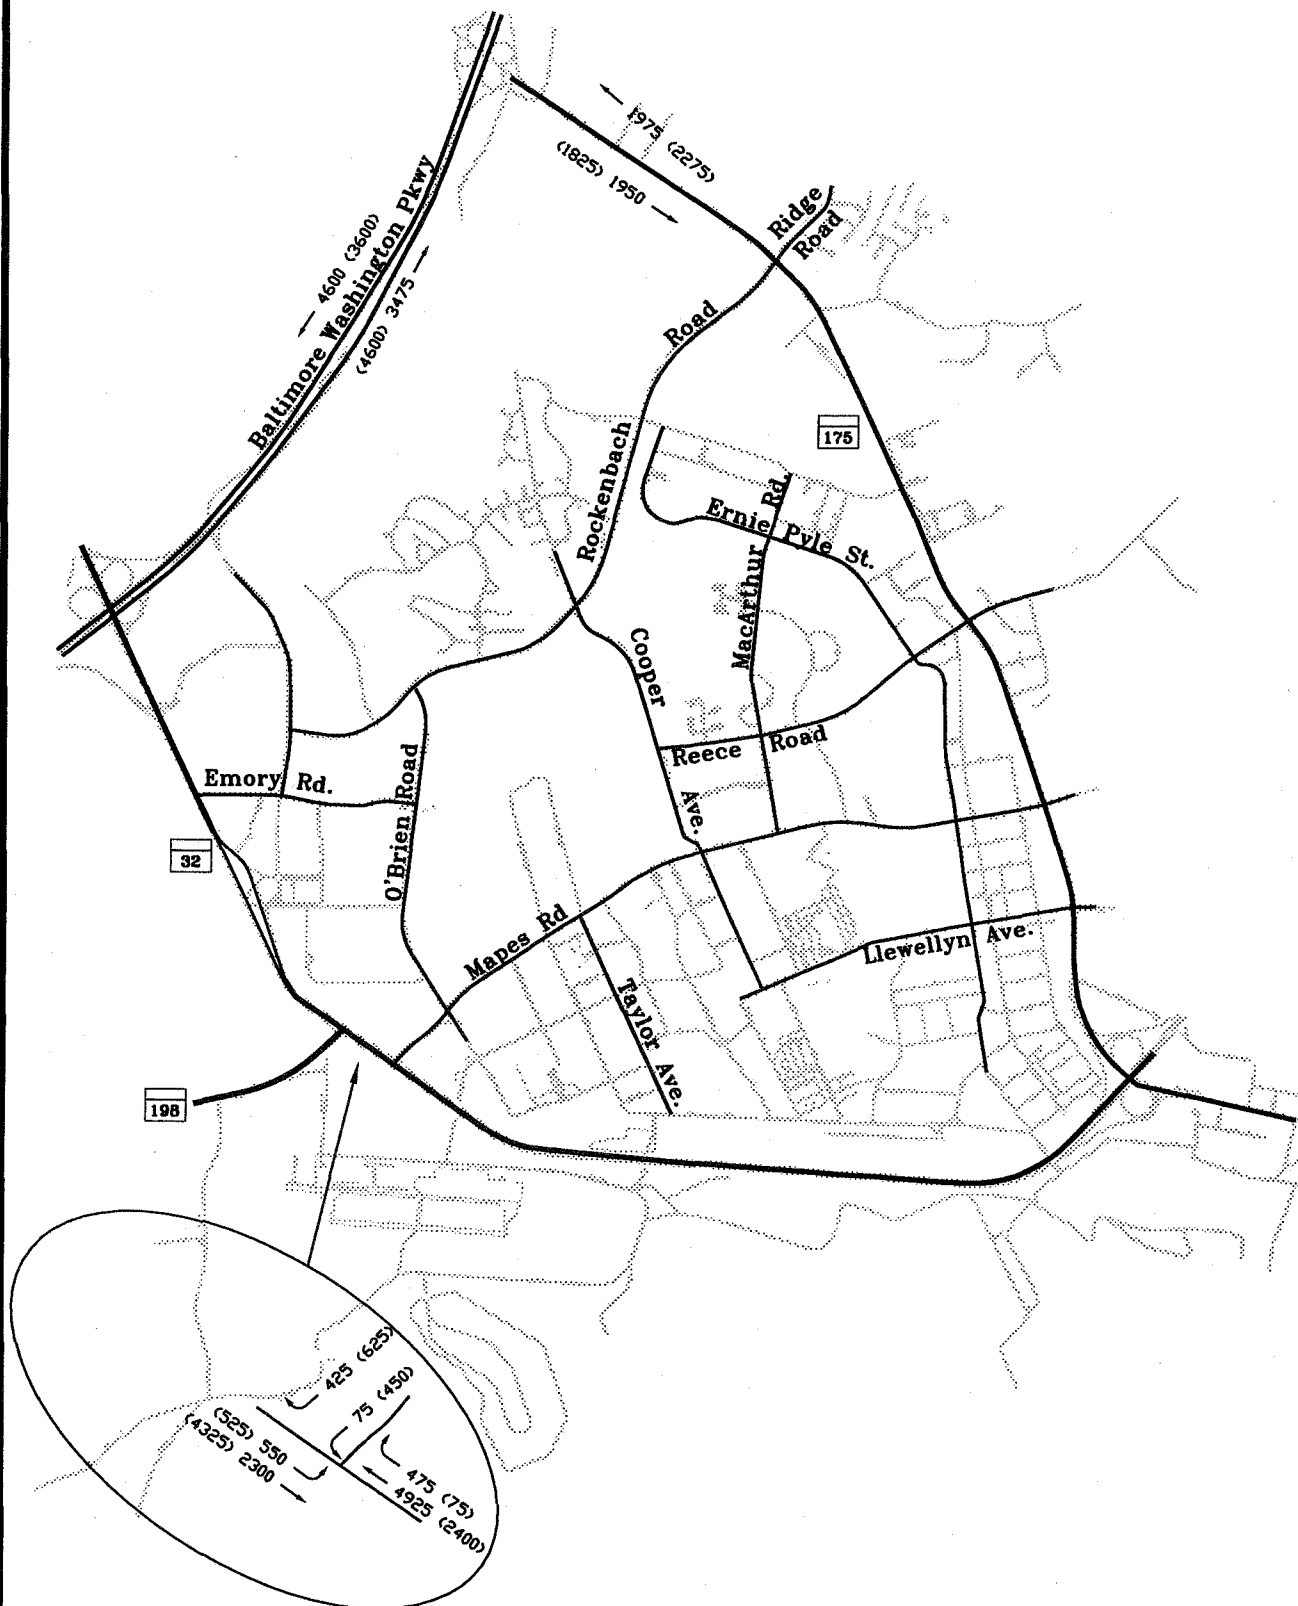 1975 (2275)
(1825) 1950
Ridge
Road
Baltimore Washington Pkwy
4600 (3600)
(4600) 3475
Rockenbach Road
175
Ernie Pyle St.
MacArthur Rd.
Cooper Ave.
Reece Road
Emory Rd.
O'Brien Road
32
Mapes Rd
Llewellyn Ave.
Taylor Ave.
198
425 (625)
75 (450)
(525) 550
(4325) 2300
475 (75)
4925 (2400)